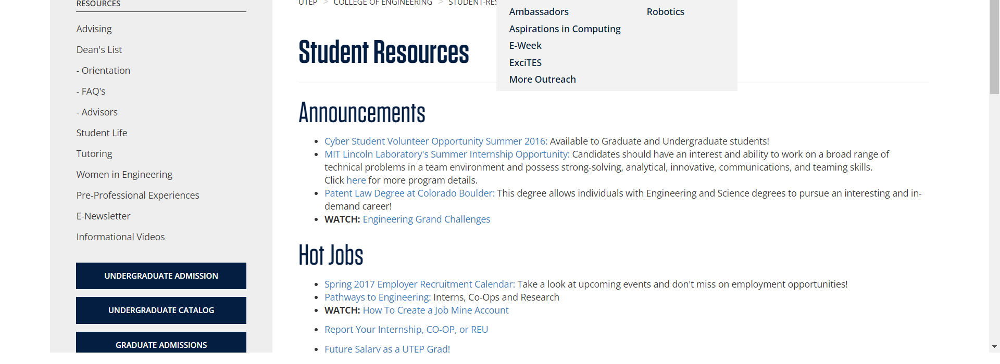 RESOURCES
Advising
Dean's List
- Orientation
- FAQ's
- Advisors
Student Life
Tutoring
Women in Engineering
Pre-Professional Experiences
E-Newsletter
Informational Videos
UNDERGRADUATE ADMISSION
UNDERGRADUATE CATALOG
GRADUATE ADMISSIONS
UTEP > COLLEGE OF ENGINEERING > STUDENT-RES
Ambassadors
Aspirations in Computing
E-Week
ExciTES
More Outreach
Robotics
Student Resources
Announcements
• Cyber Student Volunteer Opportunity Summer 2016: Available to Graduate and Undergraduate students!
• MIT Lincoln Laboratory's Summer Internship Opportunity: Candidates should have an interest and ability to work on a broad range of
technical problems in a team environment and possess strong-solving, analytical, innovative, communications, and teaming skills.
Click here for more program details.
• Patent Law Degree at Colorado Boulder: This degree allows individuals with Engineering and Science degrees to pursue an interesting and in-
demand career!
• WATCH: Engineering Grand Challenges
Hot Jobs
• Spring 2017 Employer Recruitment Calendar: Take a look at upcoming events and don't miss on employment opportunities!
• Pathways to Engineering: Interns, Co-Ops and Research
• WATCH: How To Create a Job Mine Account
• Report Your Internship, CO-OP, or REU
• Future Salary as a UTEP Grad!